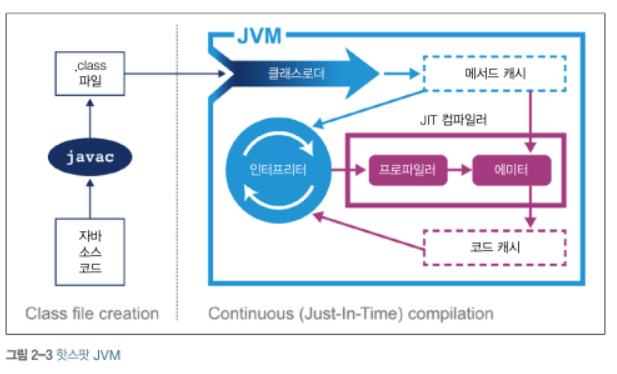 JVM
.class
파일
클래스로더
메서드 캐시
JIT 컴파일러
javac
인터프리터
프로파일러
에미터
자바
소스
코드
코드 캐시
Class file creation
Continuous (Just-In-Time) compilation
그림 2-3 핫스팟 JVM